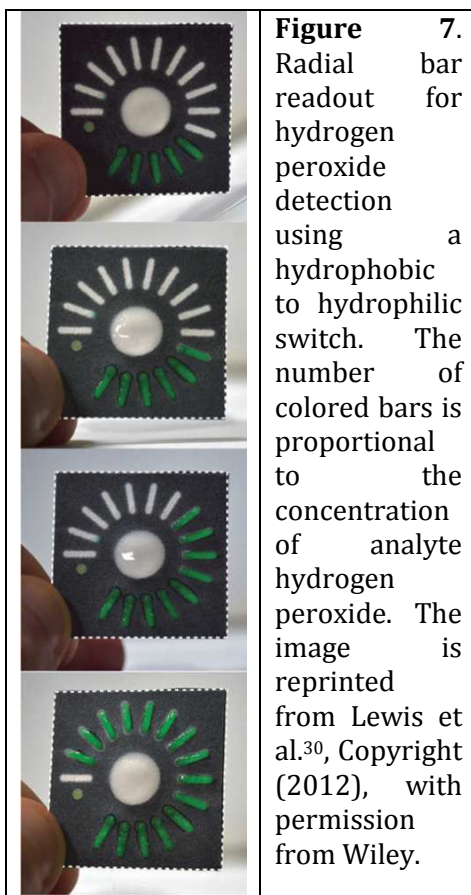 Figure 7.
Radial bar
readout for
hydrogen
peroxide
detection
using a
hydrophobic
to hydrophilic
switch. The
number of
colored bars is
proportional
to the
concentration
of analyte
hydrogen
peroxide. The
image is
reprinted
from Lewis et
al.³⁰, Copyright
(2012), with
permission
from Wiley.